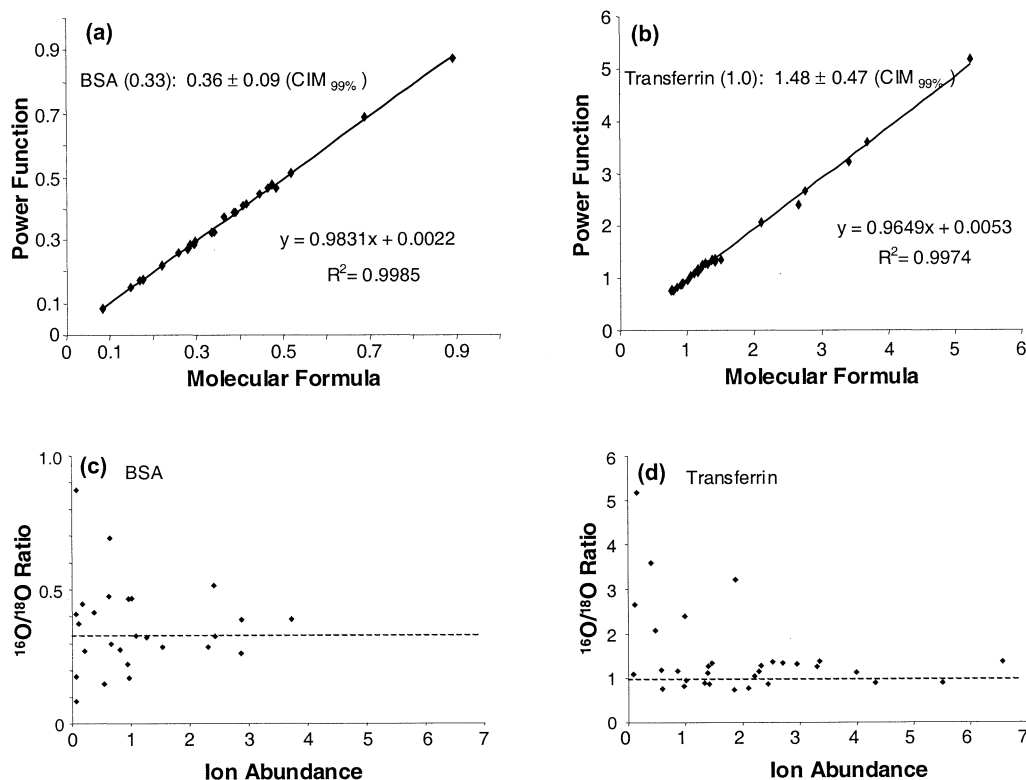 (a)
BSA (0.33): 0.36 ± 0.09 (CIM 99% )
y = 0.9831x + 0.0022
R²= 0.9985
Power Function
0.9
0.7
0.5
0.3
0.1
0
0 0.1 0.3 0.5 0.7 0.9
Molecular Formula
(b)
Transferrin (1.0): 1.48 ± 0.47 (CIM 99% )
y = 0.9649x + 0.0053
R²= 0.9974
Power Function
6
5
4
3
2
1
0
0 1 2 3 4 5 6
Molecular Formula
(c) BSA
¹⁶O/¹⁸O Ratio
1.0
0.5
0
0 1 2 3 4 5 6 7
Ion Abundance
(d) Transferrin
¹⁶O/¹⁸O Ratio
6
5
4
3
2
1
0
0 1 2 3 4 5 6 7
Ion Abundance